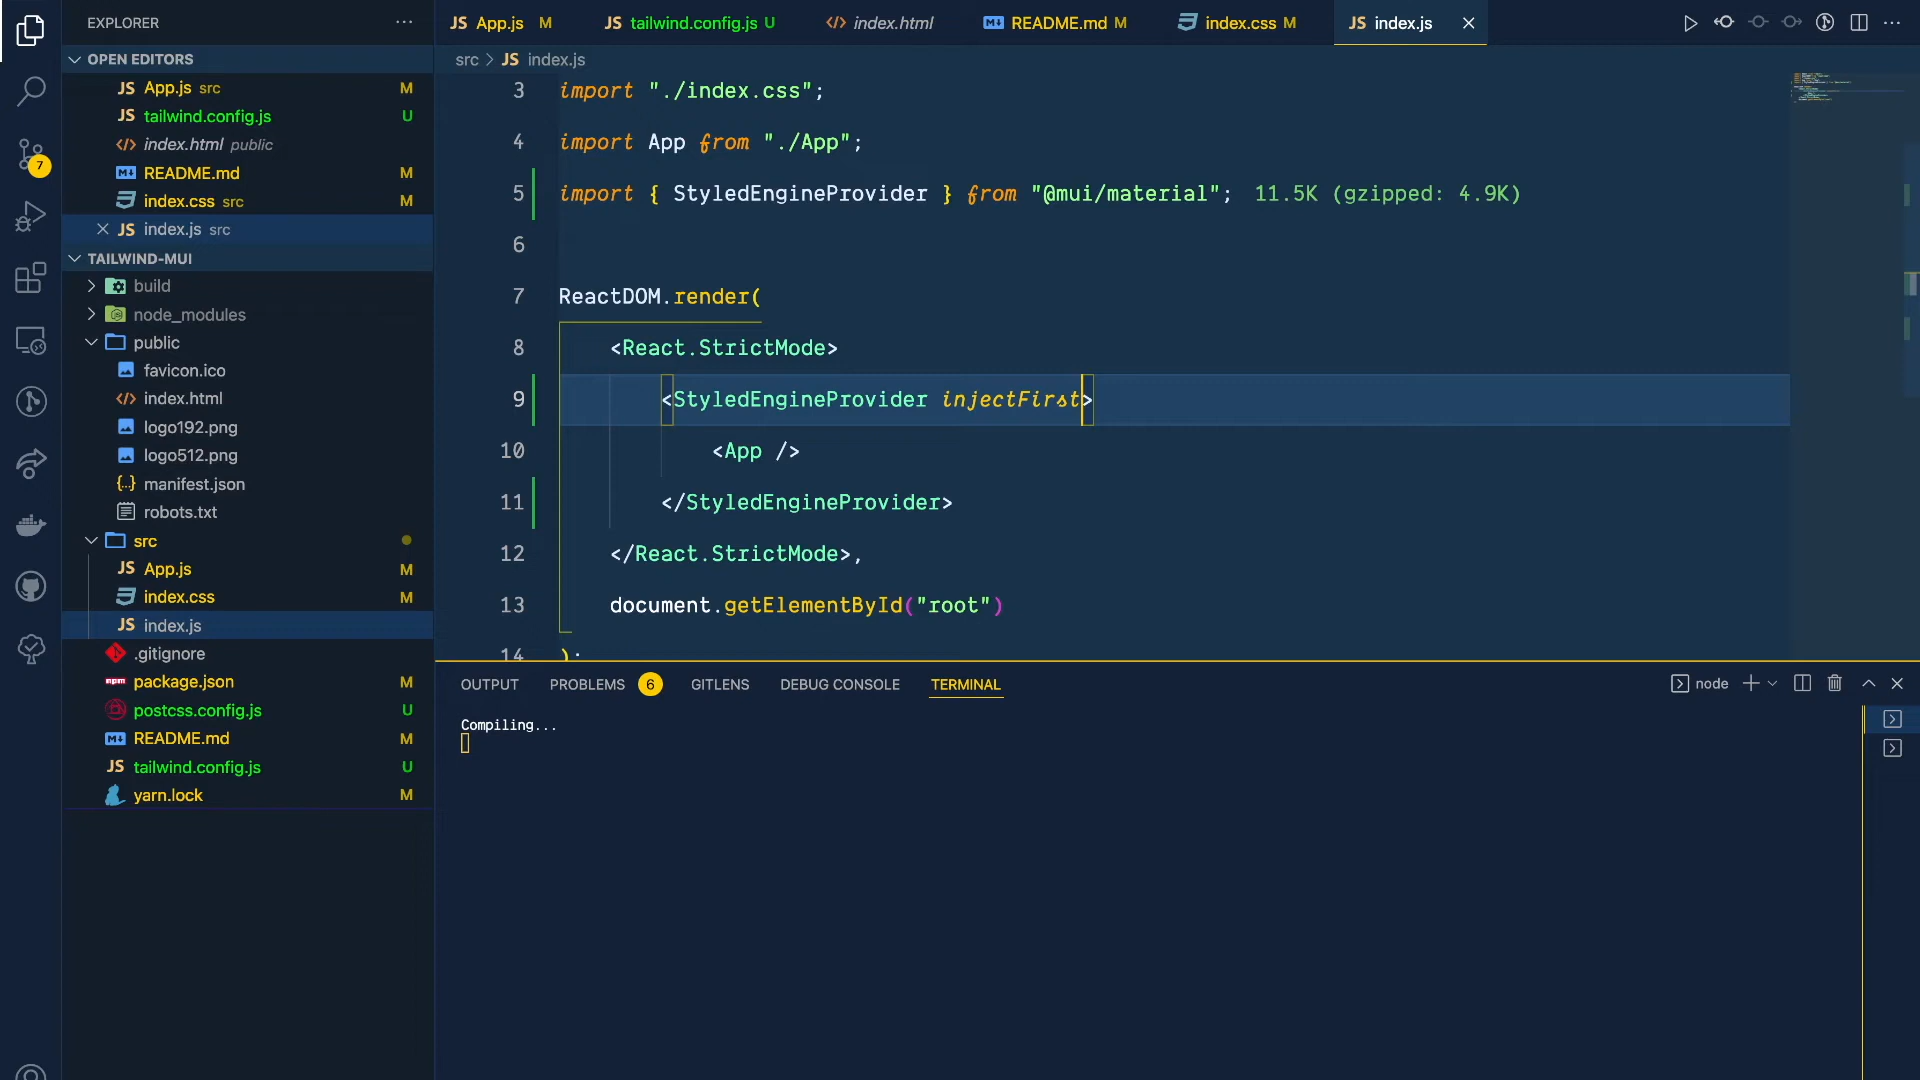 EXPLORER
OPEN EDITORS
JS App.js src M
JS tailwind.config.js U
</> index.html public
README.md M
index.css src M
JS index.js src
TAILWIND-MUI
build
node_modules
public
favicon.ico
</> index.html
logo192.png
logo512.png
{..} manifest.json
robots.txt
src
JS App.js M
index.css M
JS index.js
.gitignore
npm package.json M
postcss.config.js U
README.md M
JS tailwind.config.js U
yarn.lock M
7
JS App.js M
JS tailwind.config.js U
</> index.html
README.md M
index.css M
JS index.js
src > JS index.js
3 import "./index.css";
4 import App from "./App";
5 import { StyledEngineProvider } from "@mui/material"; 11.5K (gzipped: 4.9K)
6
7 ReactDOM.render(
8 <React.StrictMode>
9 <StyledEngineProvider injectFirst>
10 <App />
11 </StyledEngineProvider>
12 </React.StrictMode>,
13 document.getElementById("root")
14 );
OUTPUT PROBLEMS 6 GITLENS DEBUG CONSOLE TERMINAL
node
Compiling...